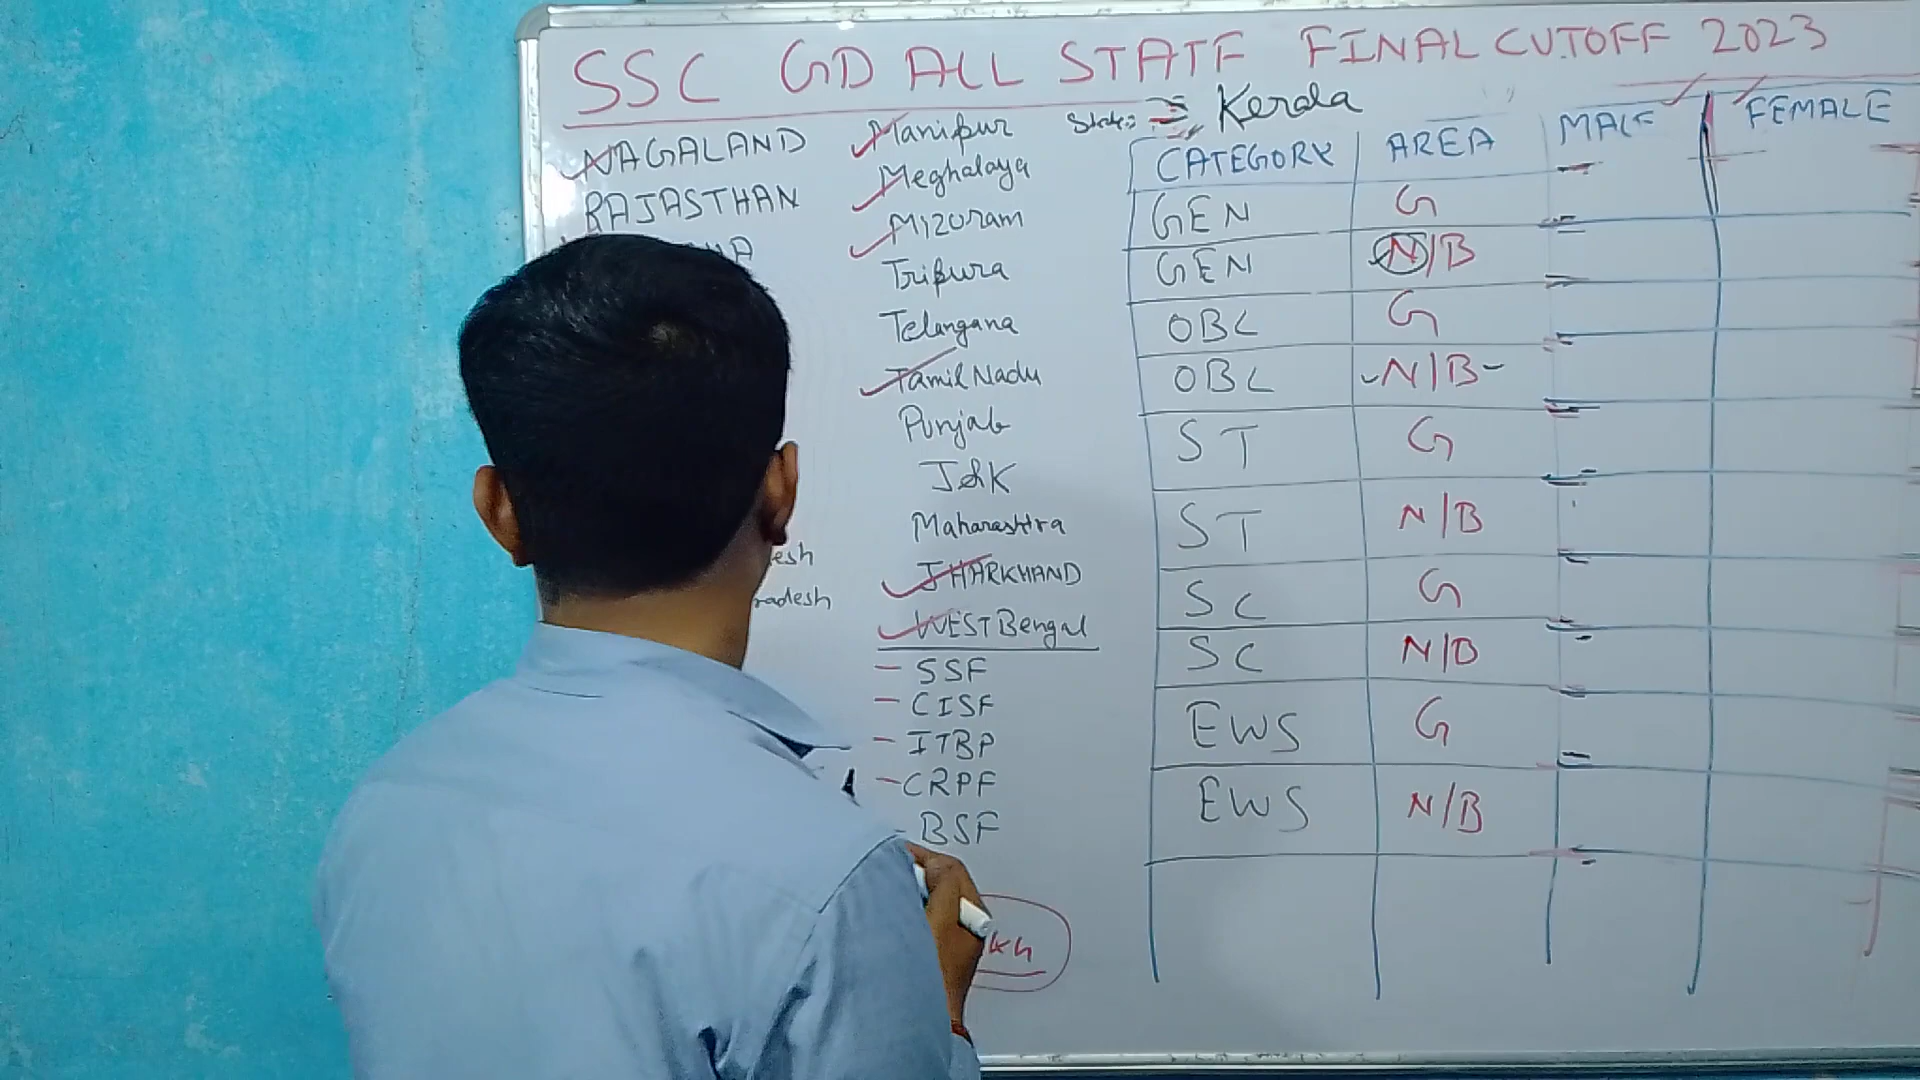 SSC GD ALL STATE FINAL CUTOFF 2023
State:- Kerala
NAGALAND
RAJASTHAN
Manipur
Meghalaya
Mizoram
Tripura
Telangana
Tamil Nadu
Punjab
J&K
Maharashtra
JHARKHAND
WEST Bengal
- SSF
- CISF
- ITBP
- CRPF
- BSF
CATEGORY AREA MALE FEMALE
GEN G
GEN N/B
OBC G
OBC -N/B-
ST G
ST N/B
SC G
SC N/B
EWS G
EWS N/B